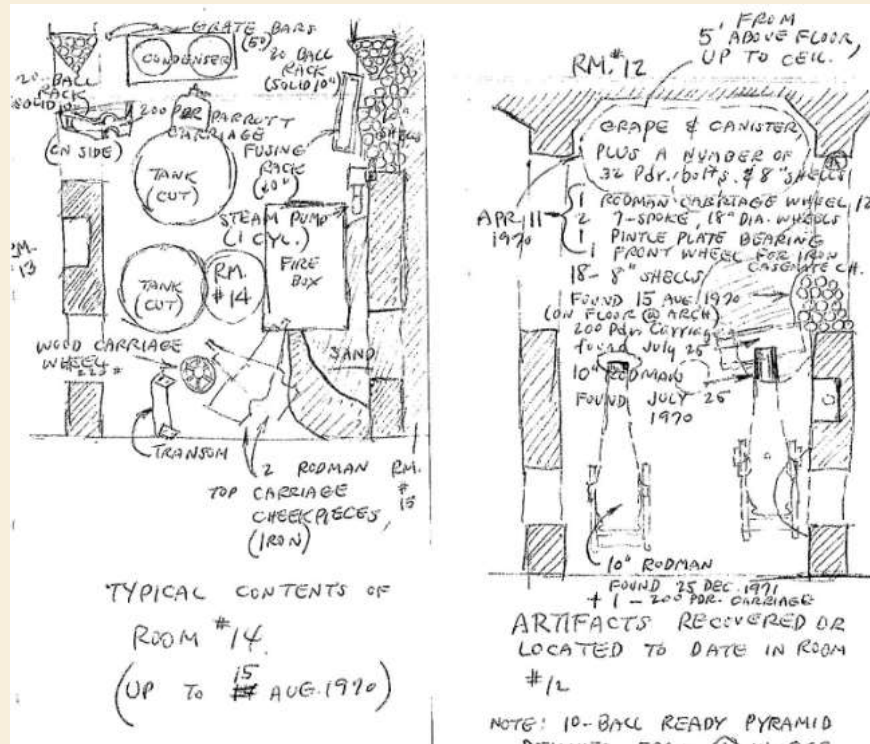 GRATE BARS
(50)
CONDENSER
20 BALL
RACK
(SOLID 10")
20-BALL
RACK
(SOLID 10")
(ON SIDE)
200 PDR
PARROTT
CARRIAGE
FUSING
RACK
(10")
10"
SHELLS
TANK
(CUT)
STEAM PUMP
(1 CYL.)
FIRE
BOX
RM.
13
TANK
(CUT)
RM.
#14
SAND
WOOD CARRIAGE
WHEEL
TRANSOM
2 RODMAN
TOP CARRIAGE
CHEEKPIECES,
(IRON)
RM.
#
15
TYPICAL CONTENTS OF
ROOM #14
(UP TO 15 AUG. 1970)
RM. #12
FROM
5' ABOVE FLOOR,
UP TO CEIL.
GRAPE & CANISTER
PLUS A NUMBER OF
32 Pdr. bolts. & 8" SHELLS
APR 11
1970
1 RODMAN CARRIAGE WHEEL, 12
2 7-SPOKE, 18" DIA. WHEELS
1 PINTLE PLATE BEARING
1 FRONT WHEEL FOR IRON
CASEMATE CH.
18- 8" SHELLS
FOUND 15 AUG. 1970
(ON FLOOR @ ARCH)
200 Pdr. Carriage
found July 25
10" RODMAN
FOUND JULY 25
1970
10" RODMAN
FOUND 25 DEC. 1971
+ 1 - 200 PDR. CARRIAGE
ARTIFACTS RECOVERED OR
LOCATED TO DATE IN ROOM
#12
NOTE: 10-BALL READY PYRAMID